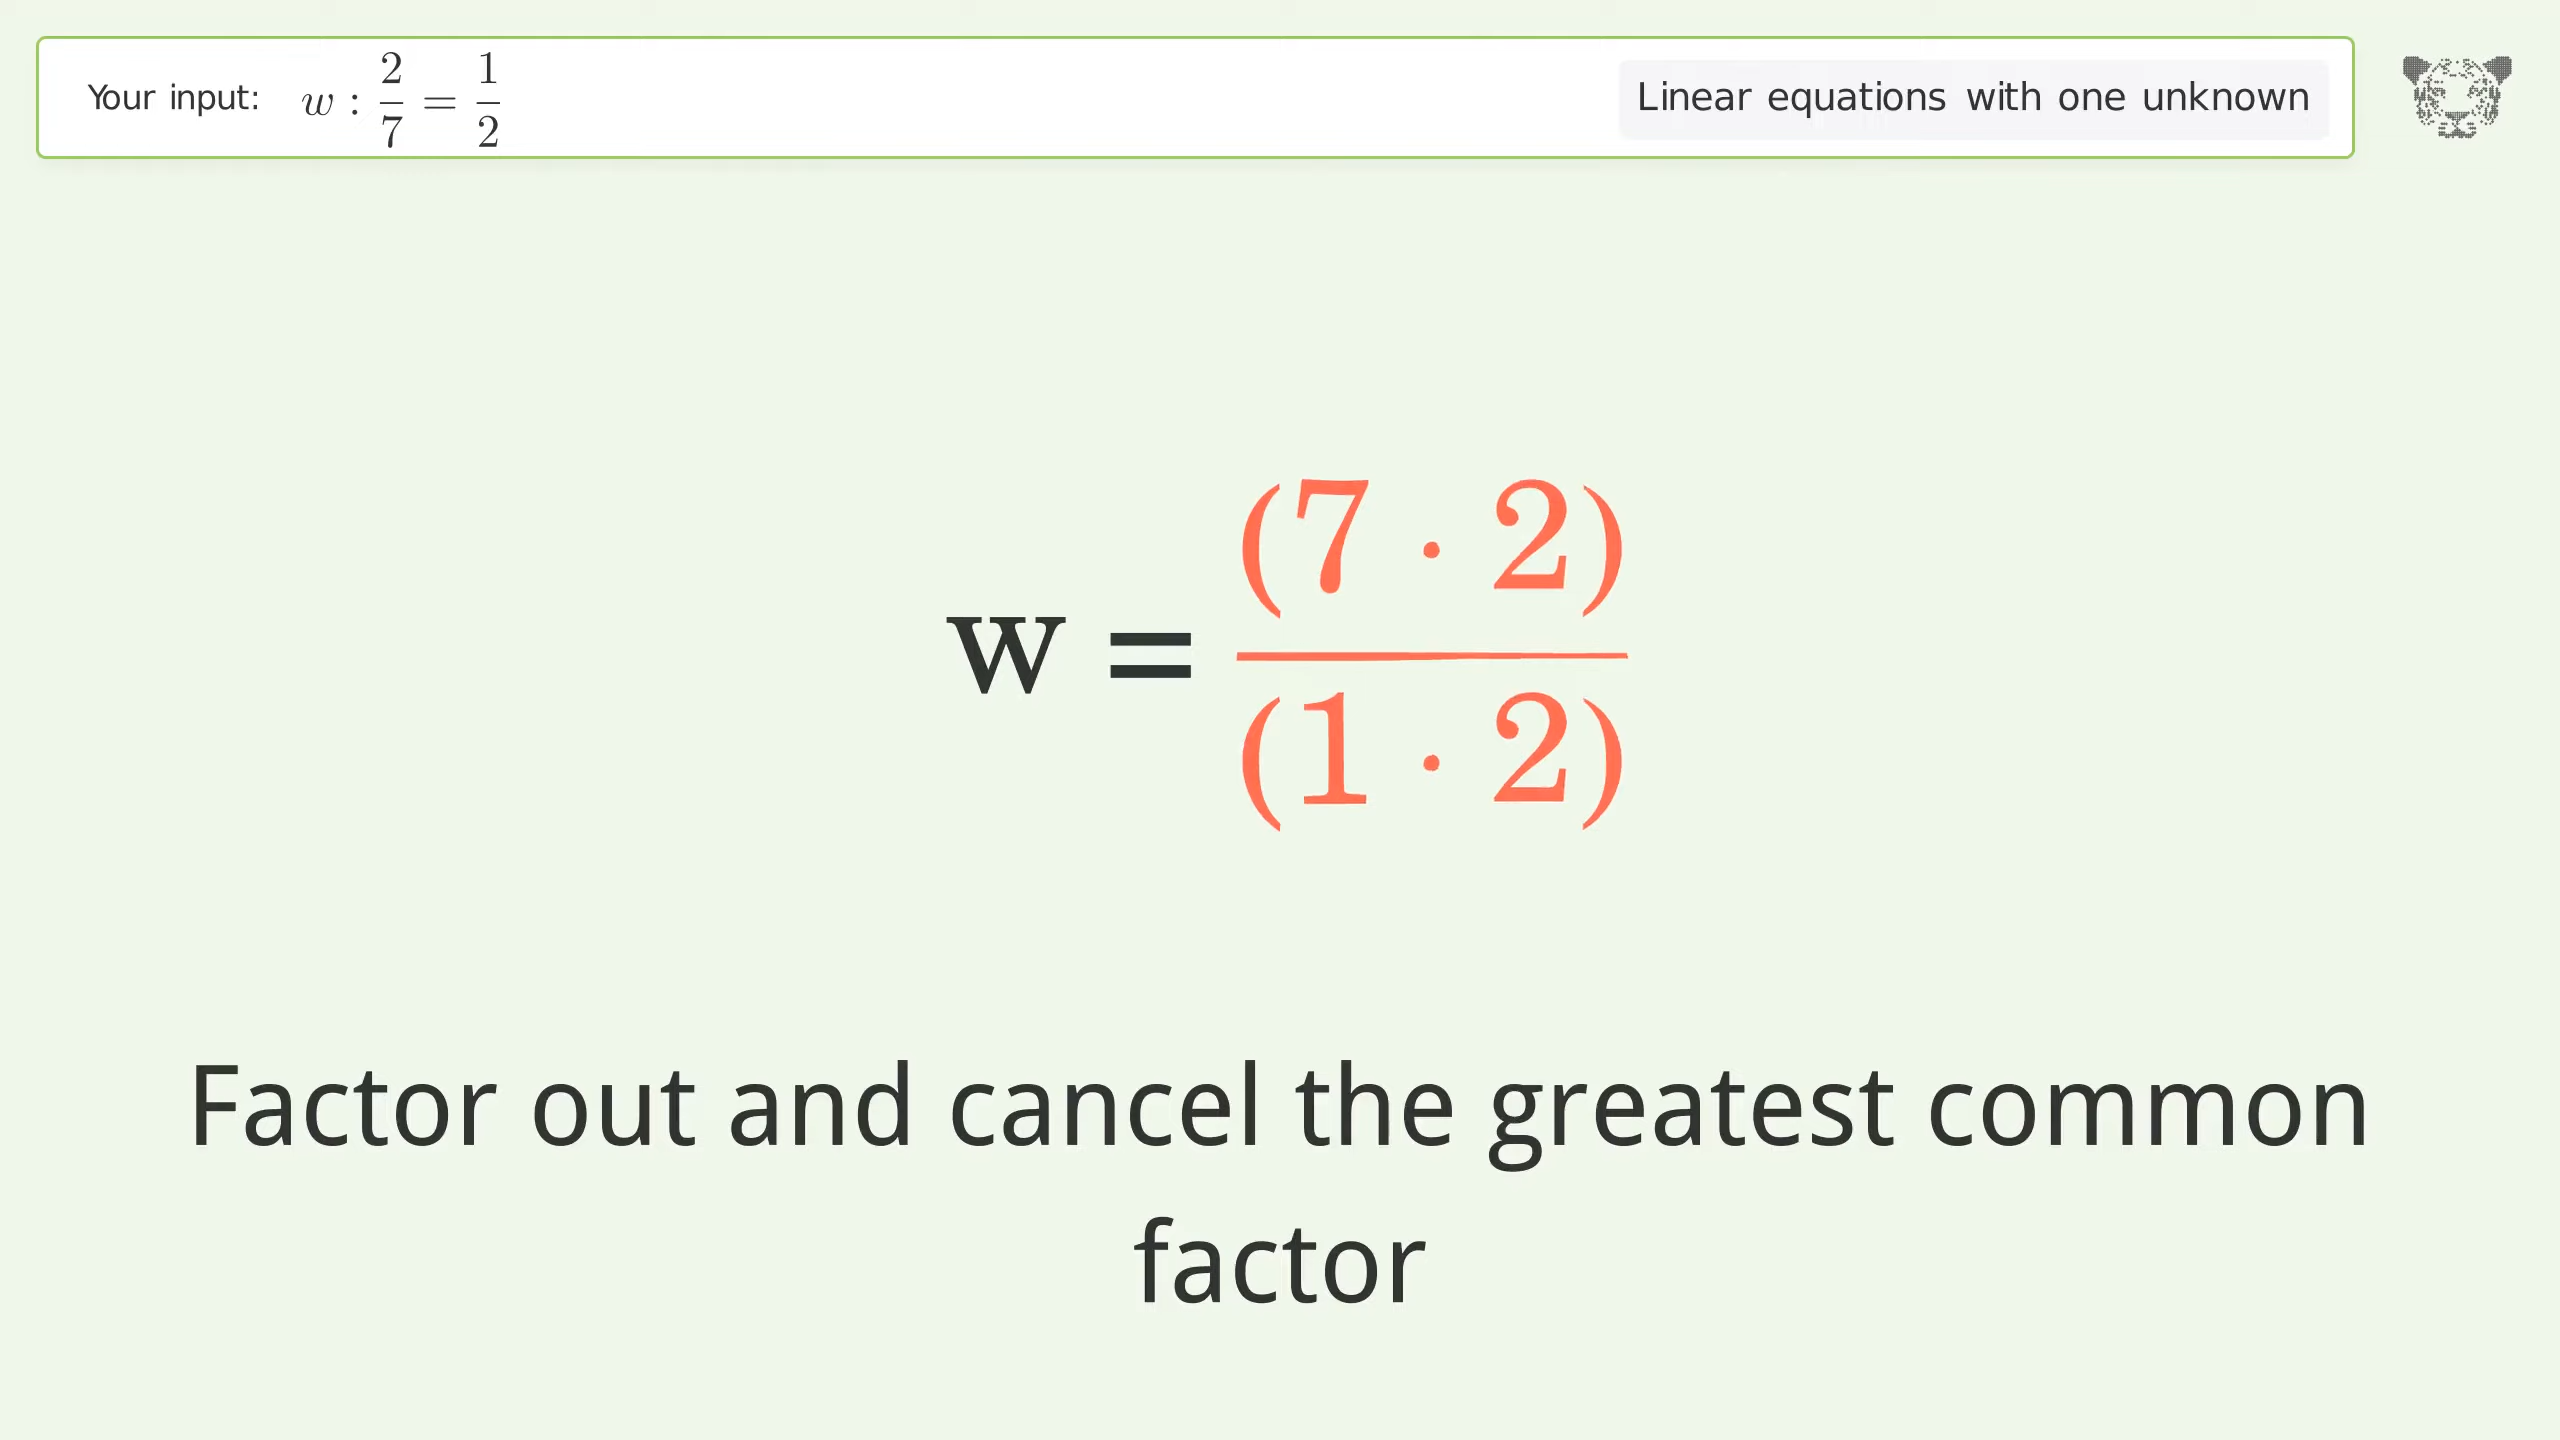 Your input: w : 2/7 = 1/2
Linear equations with one unknown
w = (7 · 2)/(1 · 2)
Factor out and cancel the greatest common
factor